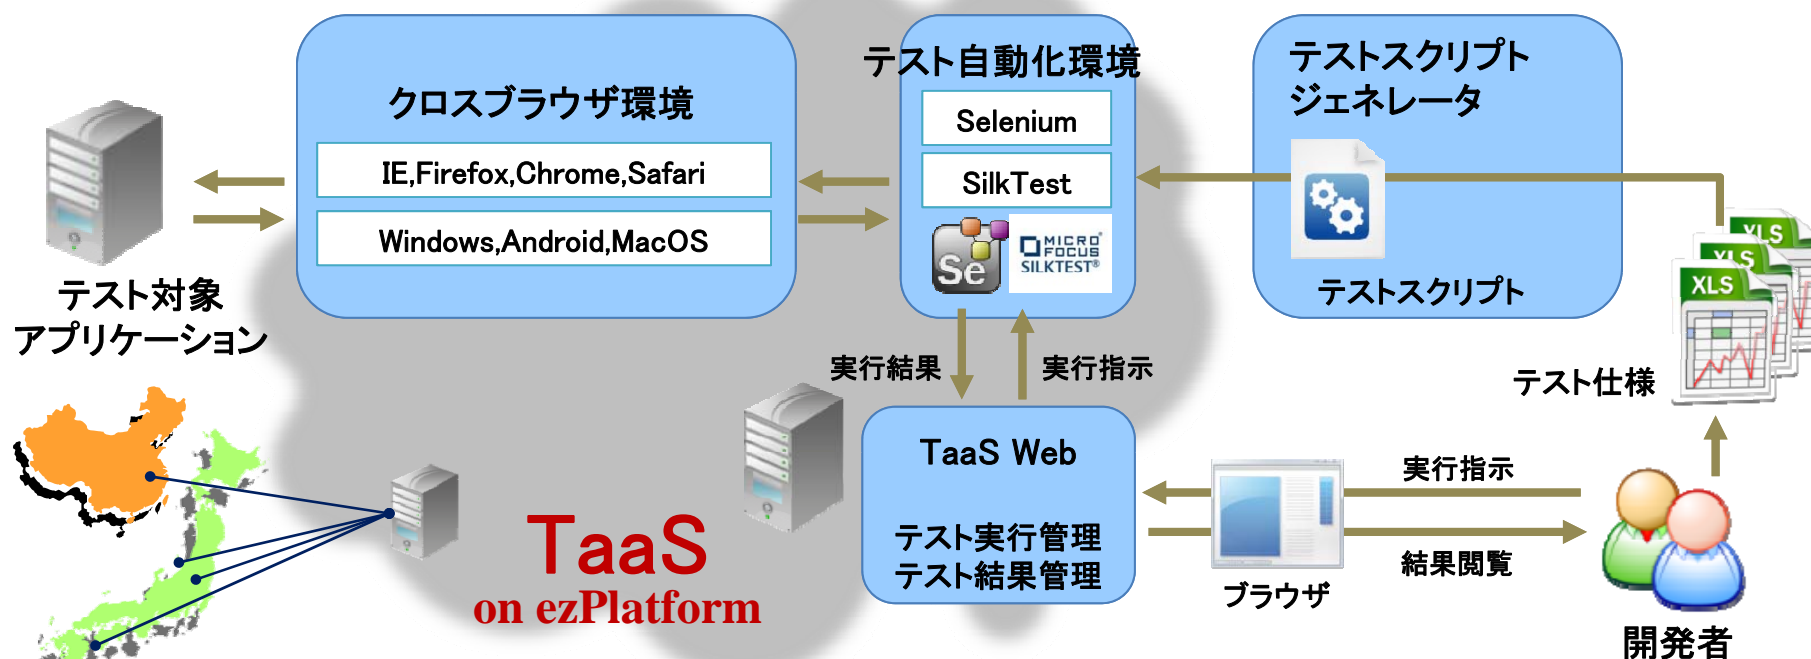 クロスブラウザ環境
IE,Firefox,Chrome,Safari
Windows,Android,MacOS
テスト自動化環境
Selenium
SilkTest
Se
MICRO
FOCUS
SILKTEST®
テストスクリプト
ジェネレータ
テストスクリプト
XLS
XLS
XLS
テスト仕様
テスト対象
アプリケーション
実行結果
実行指示
TaaS Web
テスト実行管理
テスト結果管理
実行指示
結果閲覧
ブラウザ
開発者
TaaS
on ezPlatform